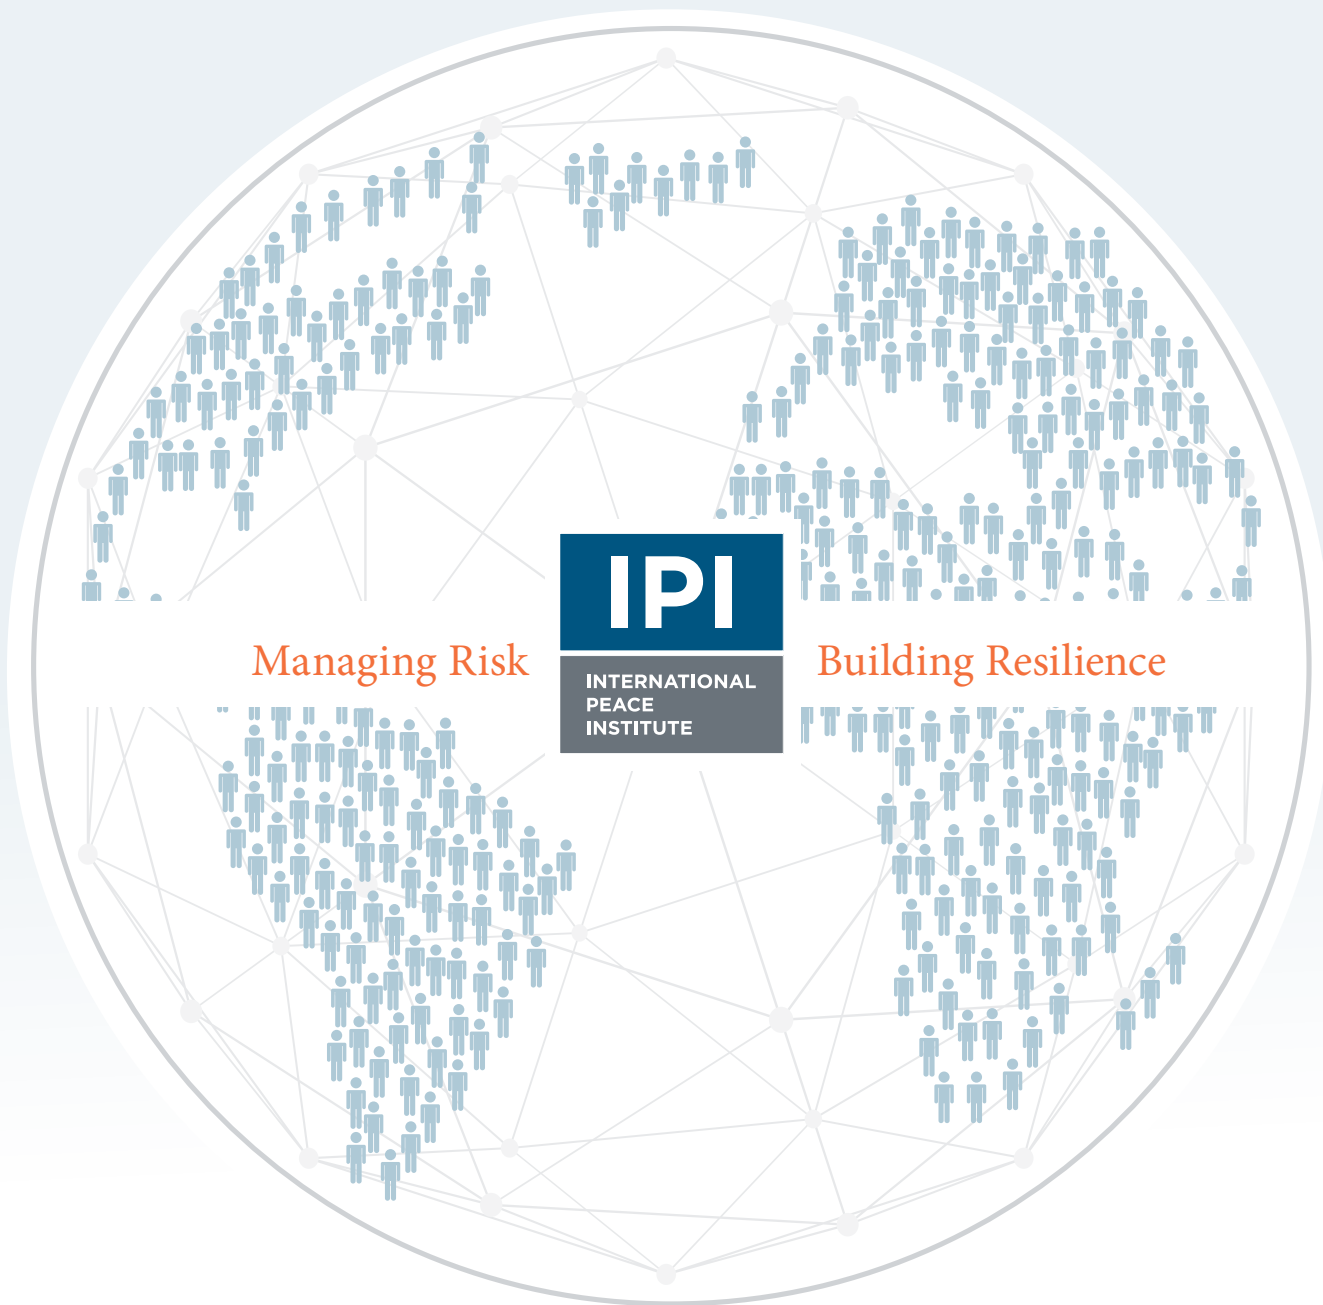 IPI
Managing Risk
Building Resilience
INTERNATIONAL
PEACE
INSTITUTE